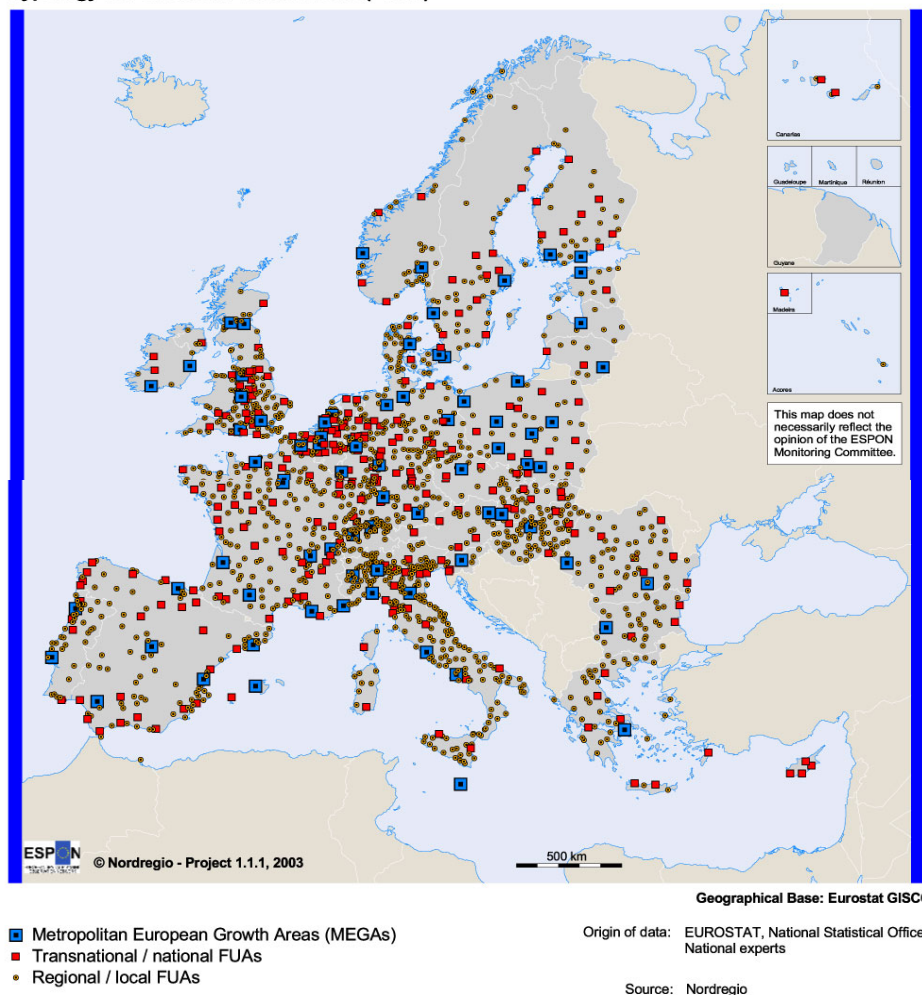 Canarias
Guadeloupe
Martinique
Réunion
Guyane
Madeira
Acores
This map does not
necessarily reflect the
opinion of the ESPON
Monitoring Committee.
ESPON
© Nordregio - Project 1.1.1, 2003
500 km
Geographical Base: Eurostat GISCO
Metropolitan European Growth Areas (MEGAs)
Transnational / national FUAs
Regional / local FUAs
Origin of data: EUROSTAT, National Statistical Office
National experts
Source: Nordregio